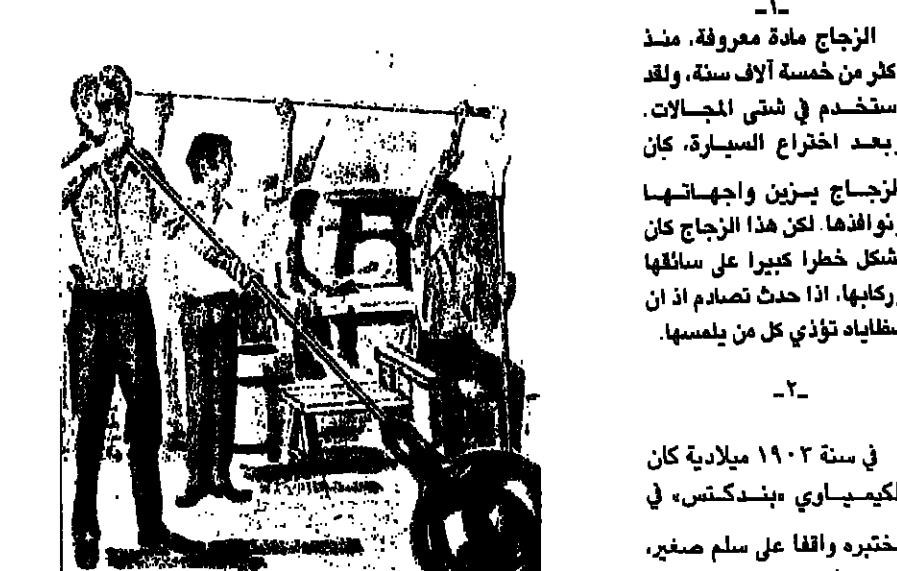 -١-
الزجاج مادة معروفة، منذ
كثر من خمسة آلاف سنة، ولقد
ستخدم في شتى المجالات.
بعد اختراع السيارة، كان
لزجاج يزين واجهاتها
نوافذها. لكن هذا الزجاج كان
شكل خطرا كبيرا على سائقها
ركابها، اذا حدث تصادم اذ ان
ظاياه تؤذي كل من يلمسها.
-٢-
في سنة ١٩٠٣ ميلادية كان
لكيمياوي «بندكتس» في
ختبره واقفا على سلم صغير،